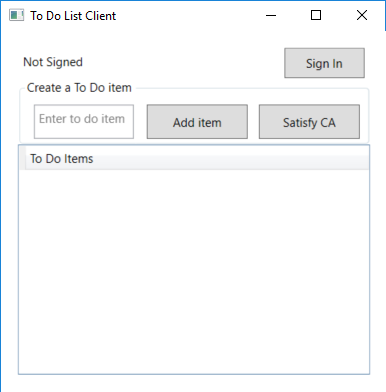 To Do List Client
Not Signed
Sign In
Create a To Do item
Enter to do item
Add item
Satisfy CA
To Do Items